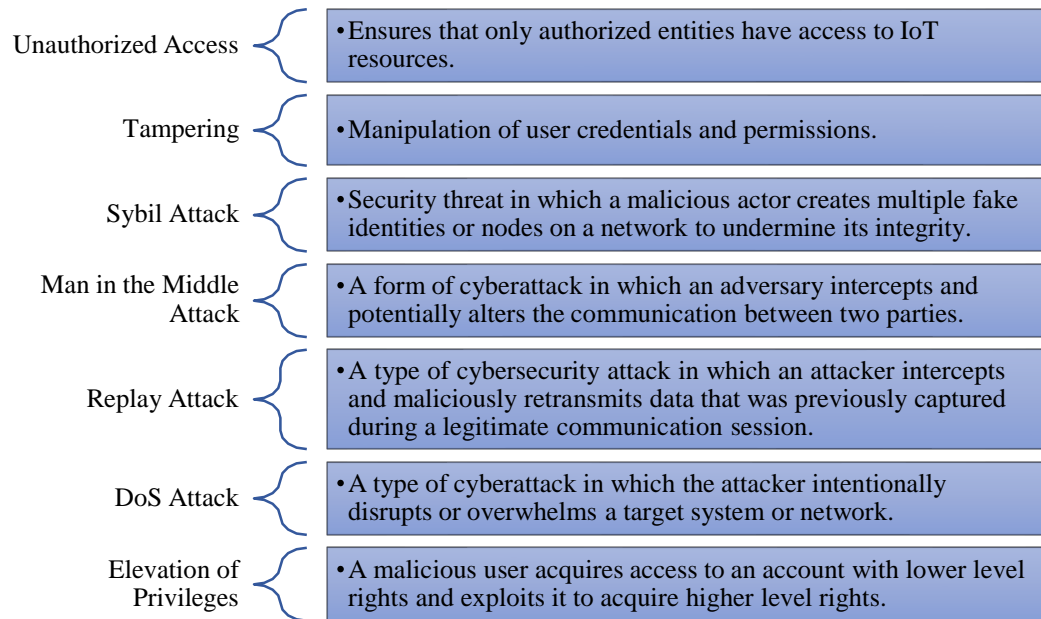 Unauthorized Access
•Ensures that only authorized entities have access to IoT
resources.
Tampering
•Manipulation of user credentials and permissions.
Sybil Attack
•Security threat in which a malicious actor creates multiple fake
identities or nodes on a network to undermine its integrity.
Man in the Middle
Attack
•A form of cyberattack in which an adversary intercepts and
potentially alters the communication between two parties.
Replay Attack
•A type of cybersecurity attack in which an attacker intercepts
and maliciously retransmits data that was previously captured
during a legitimate communication session.
DoS Attack
•A type of cyberattack in which the attacker intentionally
disrupts or overwhelms a target system or network.
Elevation of
Privileges
•A malicious user acquires access to an account with lower level
rights and exploits it to acquire higher level rights.